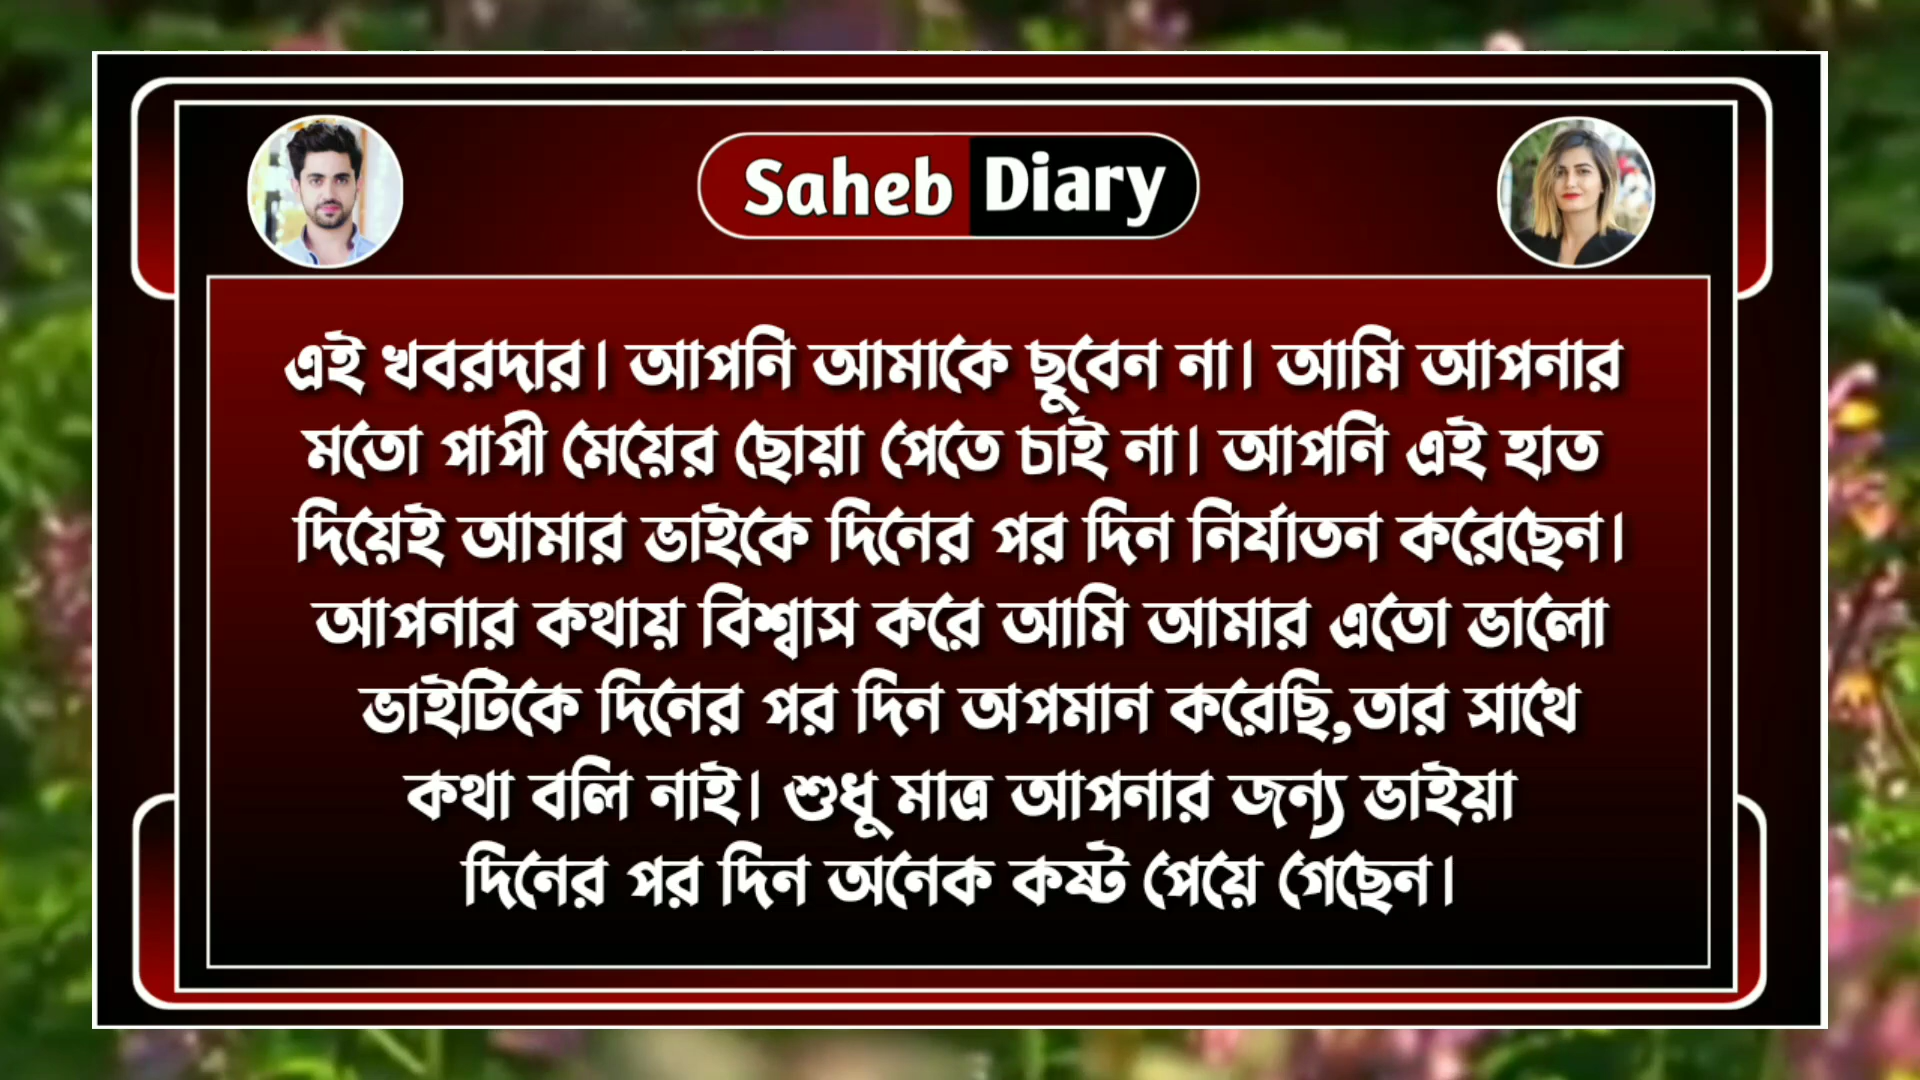 Saheb Diary
এই খবরদার। আপনি আমাকে ছুবেন না। আমি আপনার
মতো পাপী মেয়ের ছোয়া পেতে চাই না। আপনি এই হাত
দিয়েই আমার ভাইকে দিনের পর দিন নির্যাতন করেছেন।
আপনার কথায় বিশ্বাস করে আমি আমার এতো ভালো
ভাইটিকে দিনের পর দিন অপমান করেছি,তার সাথে
কথা বলি নাই। শুধু মাত্র আপনার জন্য ভাইয়া
দিনের পর দিন অনেক কষ্ট পেয়ে গেছেন।